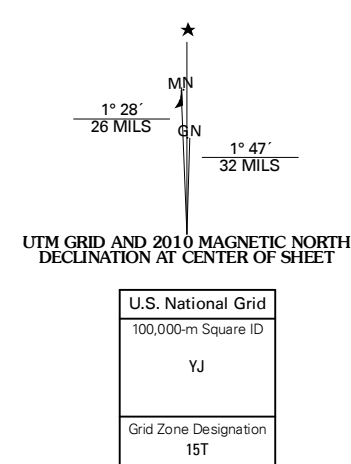 ★
MN
1° 28´
26 MILS
GN
1° 47´
32 MILS
UTM GRID AND 2010 MAGNETIC NORTH
DECLINATION AT CENTER OF SHEET
U.S. National Grid
100,000-m Square ID
YJ
Grid Zone Designation
15T